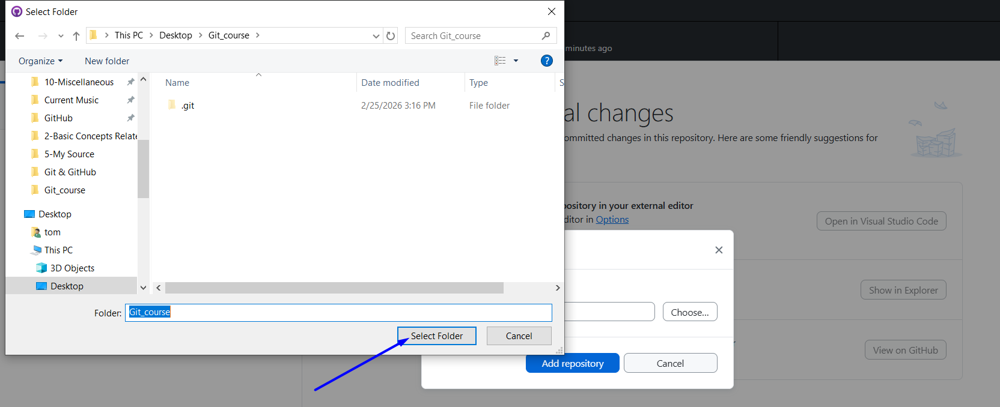 Select Folder
This PC Desktop Git_course
Search Git_course
minutes ago
Organize
New folder
?
10-Miscellaneous
Current Music
GitHub
2-Basic Concepts Relate
5-My Source
Git & GitHub
Git_course
Desktop
tom
This PC
3D Objects
Desktop
Name Date modified Type S
.git 2/25/2026 3:16 PM File folder
Folder: Git_course
Select Folder Cancel
al changes
ommitted changes in this repository. Here are some friendly suggestions for
pository in your external editor
ditor in Options
Open in Visual Studio Code
Show in Explorer
Choose...
View on GitHub
Add repository Cancel